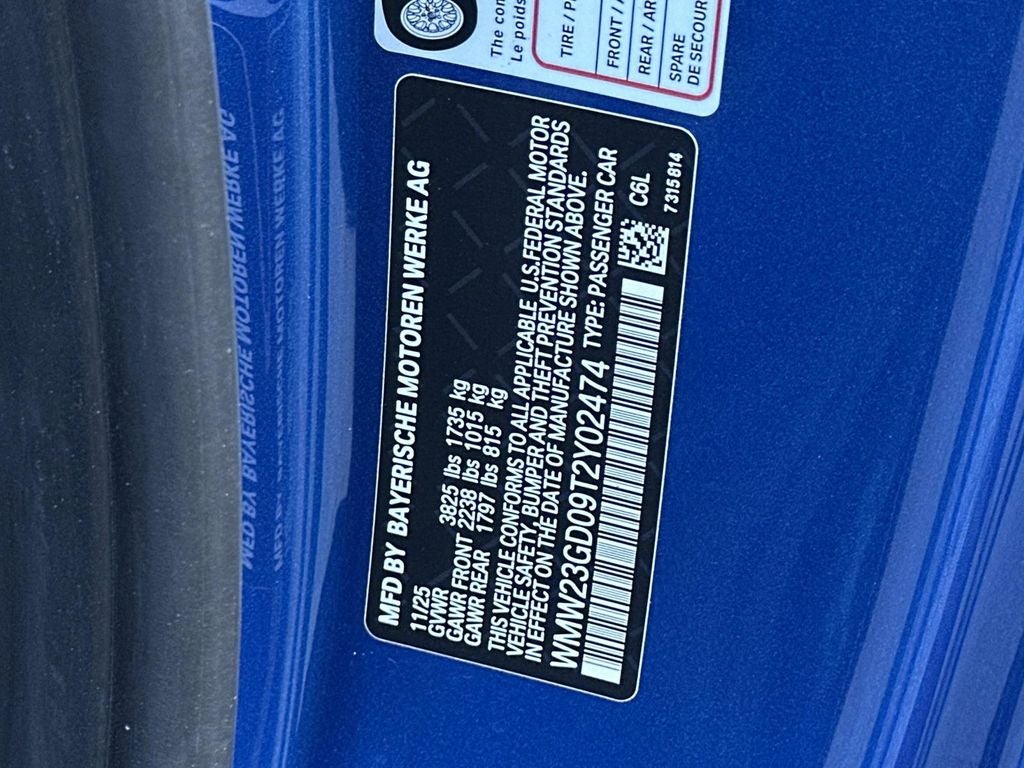 MFD BY BAYERISCHE MOTOREN WERKE AG
11/25
GVWR 3825 lbs 1735 kg
GAWR FRONT 2238 lbs 1015 kg
GAWR REAR 1797 lbs 815 kg
THIS VEHICLE CONFORMS TO ALL APPLICABLE U.S.FEDERAL MOTOR
VEHICLE SAFETY, BUMPER AND THEFT PREVENTION STANDARDS
IN EFFECT ON THE DATE OF MANUFACTURE SHOWN ABOVE.
WMW23GD09T2Y02474 TYPE: PASSENGER CAR
C6L
7315814
The
Le poids
TIRE /
FRONT /
REAR /
SPARE
DE SECOUR